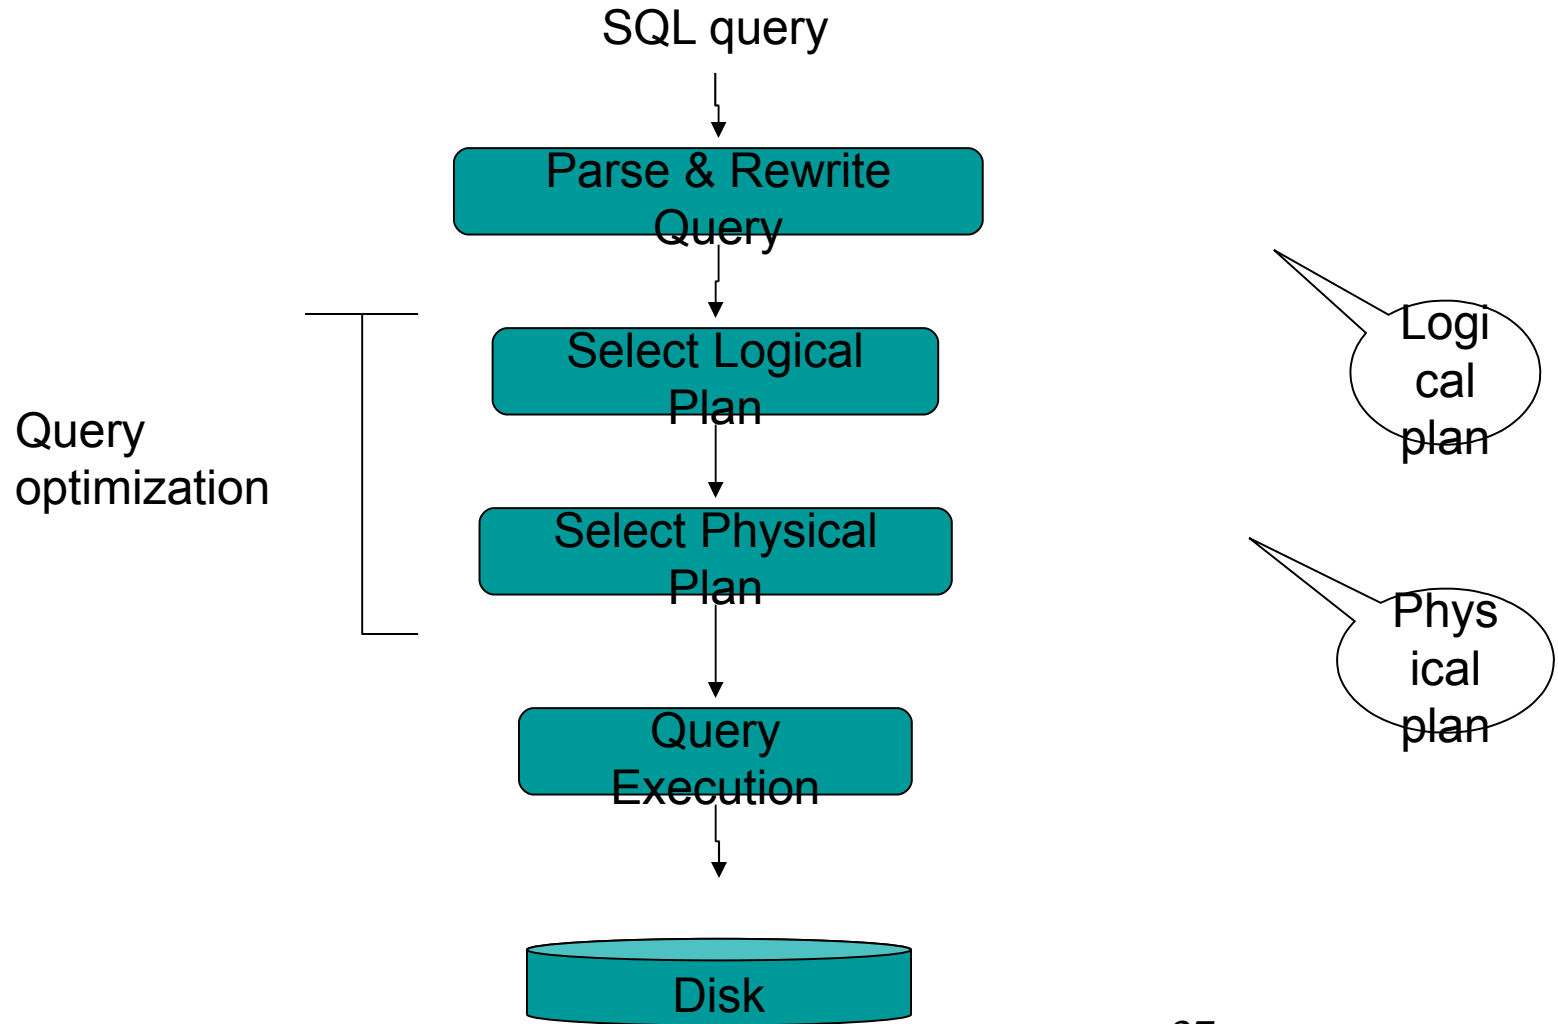 SQL query
Parse & Rewrite
Query
Select Logical
Plan
Query
optimization
Select Physical
Plan
Query
Execution
Disk
Logi
cal
plan
Phys
ical
plan